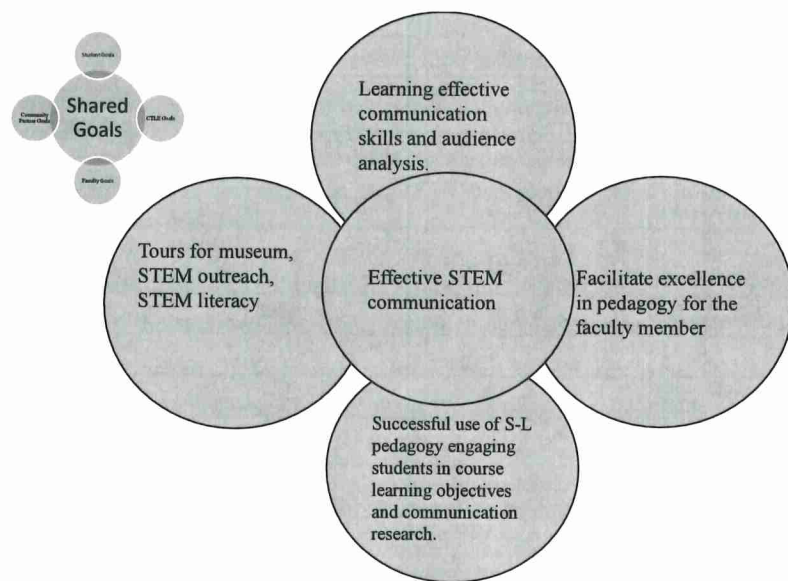 Student Goals
Shared
Goals
Community
Partner Goals
CTLE Goals
Faculty Goals
Learning effective
communication
skills and audience
analysis.
Tours for museum,
STEM outreach,
STEM literacy
Effective STEM
communication
Facilitate excellence
in pedagogy for the
faculty member
Successful use of S-L
pedagogy engaging
students in course
learning objectives
and communication
research.